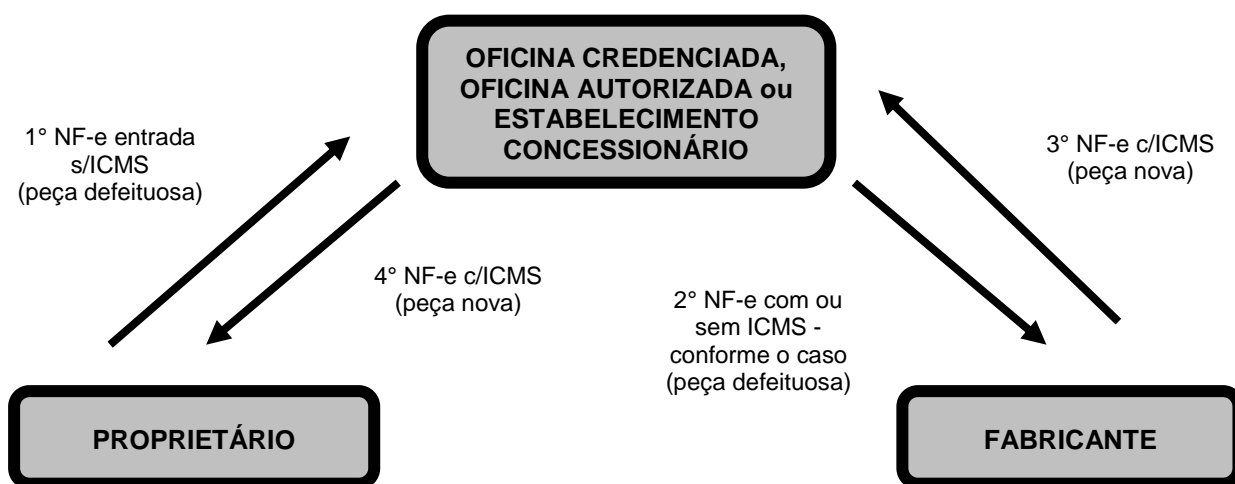 OFICINA CREDENCIADA,
OFICINA AUTORIZADA ou
ESTABELECIMENTO
CONCESSIONÁRIO
1° NF-e entrada
s/ICMS
(peça defeituosa)
3° NF-e c/ICMS
(peça nova)
4° NF-e c/ICMS
(peça nova)
2° NF-e com ou
sem ICMS -
conforme o caso
(peça defeituosa)
PROPRIETÁRIO
FABRICANTE